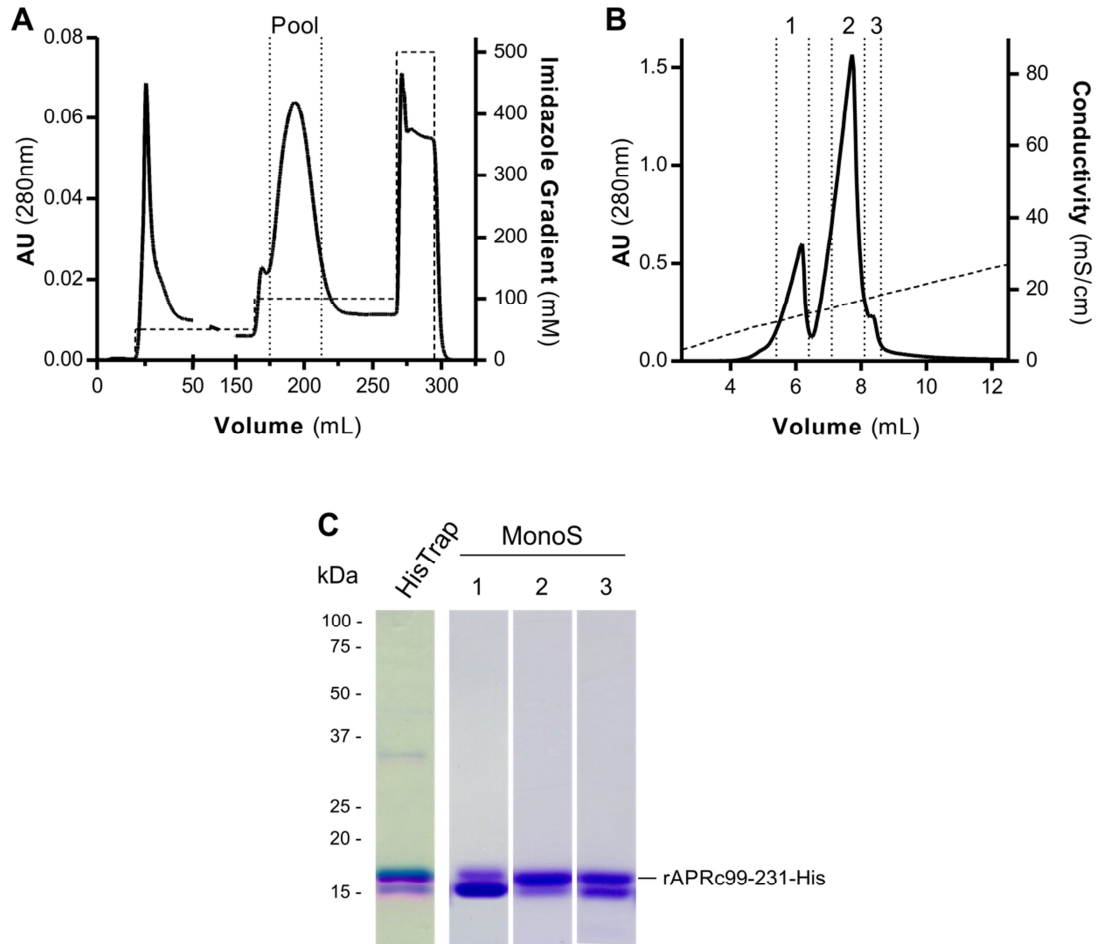 A
Pool
0.08
0.06
0.04
0.02
0.00
AU (280nm)
500
400
300
200
100
0
Imidazole Gradient (mM)
0 50 150 200 250 300
Volume (mL)
B
1 2 3
1.5
1.0
0.5
0.0
AU (280nm)
80
60
40
20
0
Conductivity (mS/cm)
4 6 8 10 12
Volume (mL)
C
kDa
HisTrap
MonoS
1 2 3
100 -
75 -
50 -
37 -
25 -
20 -
15 -
rAPRc99-231-His